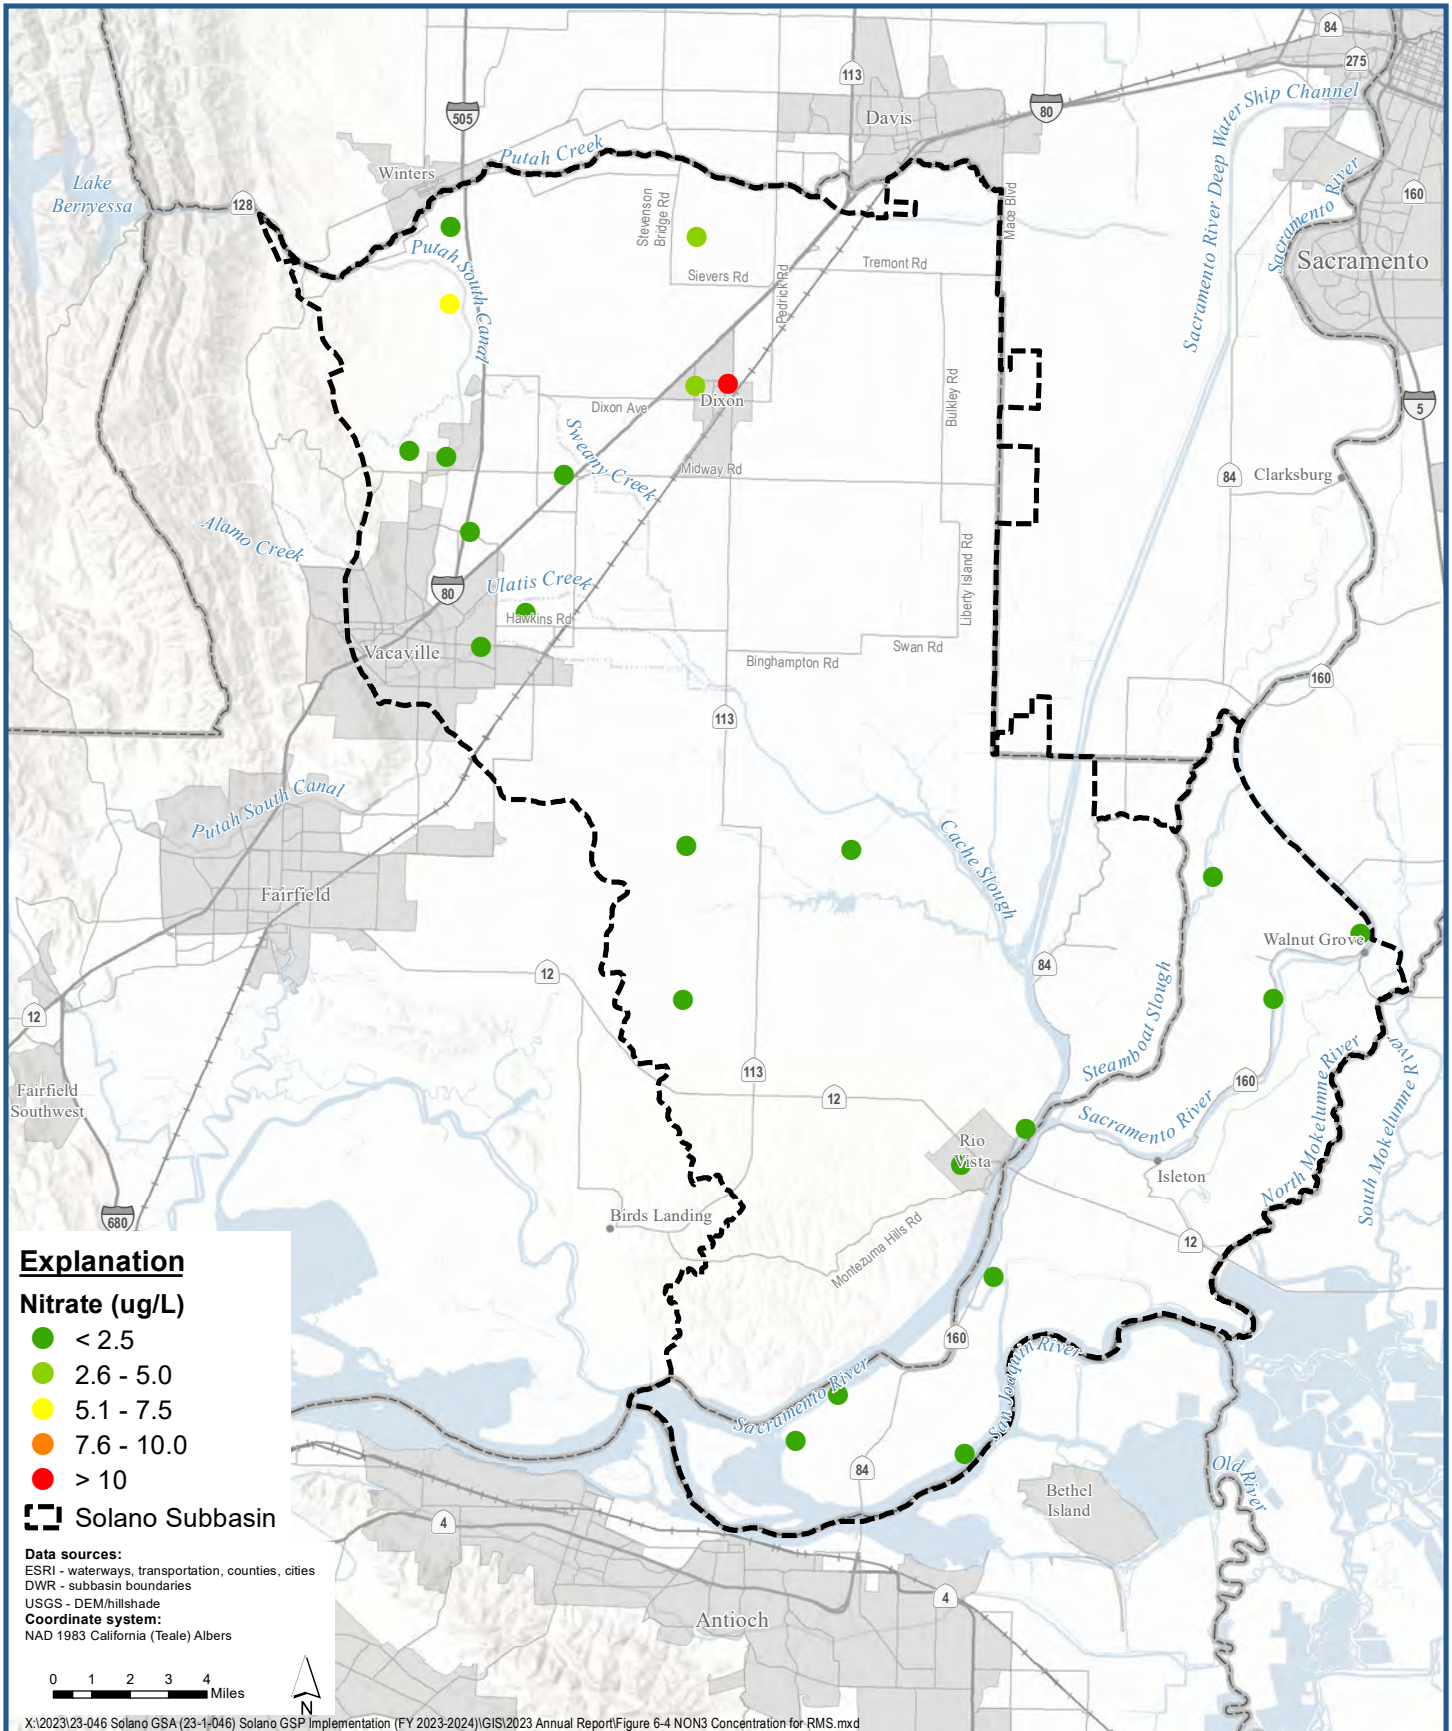 84
275
113
Davis
80
505
Sacramento River Deep Water Ship Channel
Putah Creek
Winters
Lake
Berryessa
128
Stevenson
Bridge Rd
Mace Blvd
Sacramento River
160
Putah South Canal
Sievers Rd
Tremont Rd
Pedrick Rd
Sacramento
Dixon Ave
Dixon
Bulkley Rd
5
Sweany Creek
Midway Rd
84
Clarksburg
Alamo Creek
80
Ulatis Creek
Hawkins Rd
Liberty Island Rd
Vacaville
Binghampton Rd
Swan Rd
160
113
Putah South Canal
Cache Slough
Fairfield
Walnut Grove
12
84
12
Steamboat Slough
113
12
160
Fairfield
Southwest
Sacramento River
North Mokelumne River
South Mokelumne River
Rio
Vista
Isleton
Birds Landing
680
Montezuma Hills Rd
12
160
San Joaquin River
Sacramento River
84
Bethel
Island
Old River
4
4
Antioch
Explanation
Nitrate (ug/L)
< 2.5
2.6 - 5.0
5.1 - 7.5
7.6 - 10.0
> 10
Solano Subbasin
Data sources:
ESRI - waterways, transportation, counties, cities
DWR - subbasin boundaries
USGS - DEM/hillshade
Coordinate system:
NAD 1983 California (Teale) Albers
0 1 2 3 4
Miles
N
X:\2023\23-046 Solano GSA (23-1-046) Solano GSP Implementation (FY 2023-2024)\GIS\2023 Annual Report\Figure 6-4 NON3 Concentration for RMS.mxd